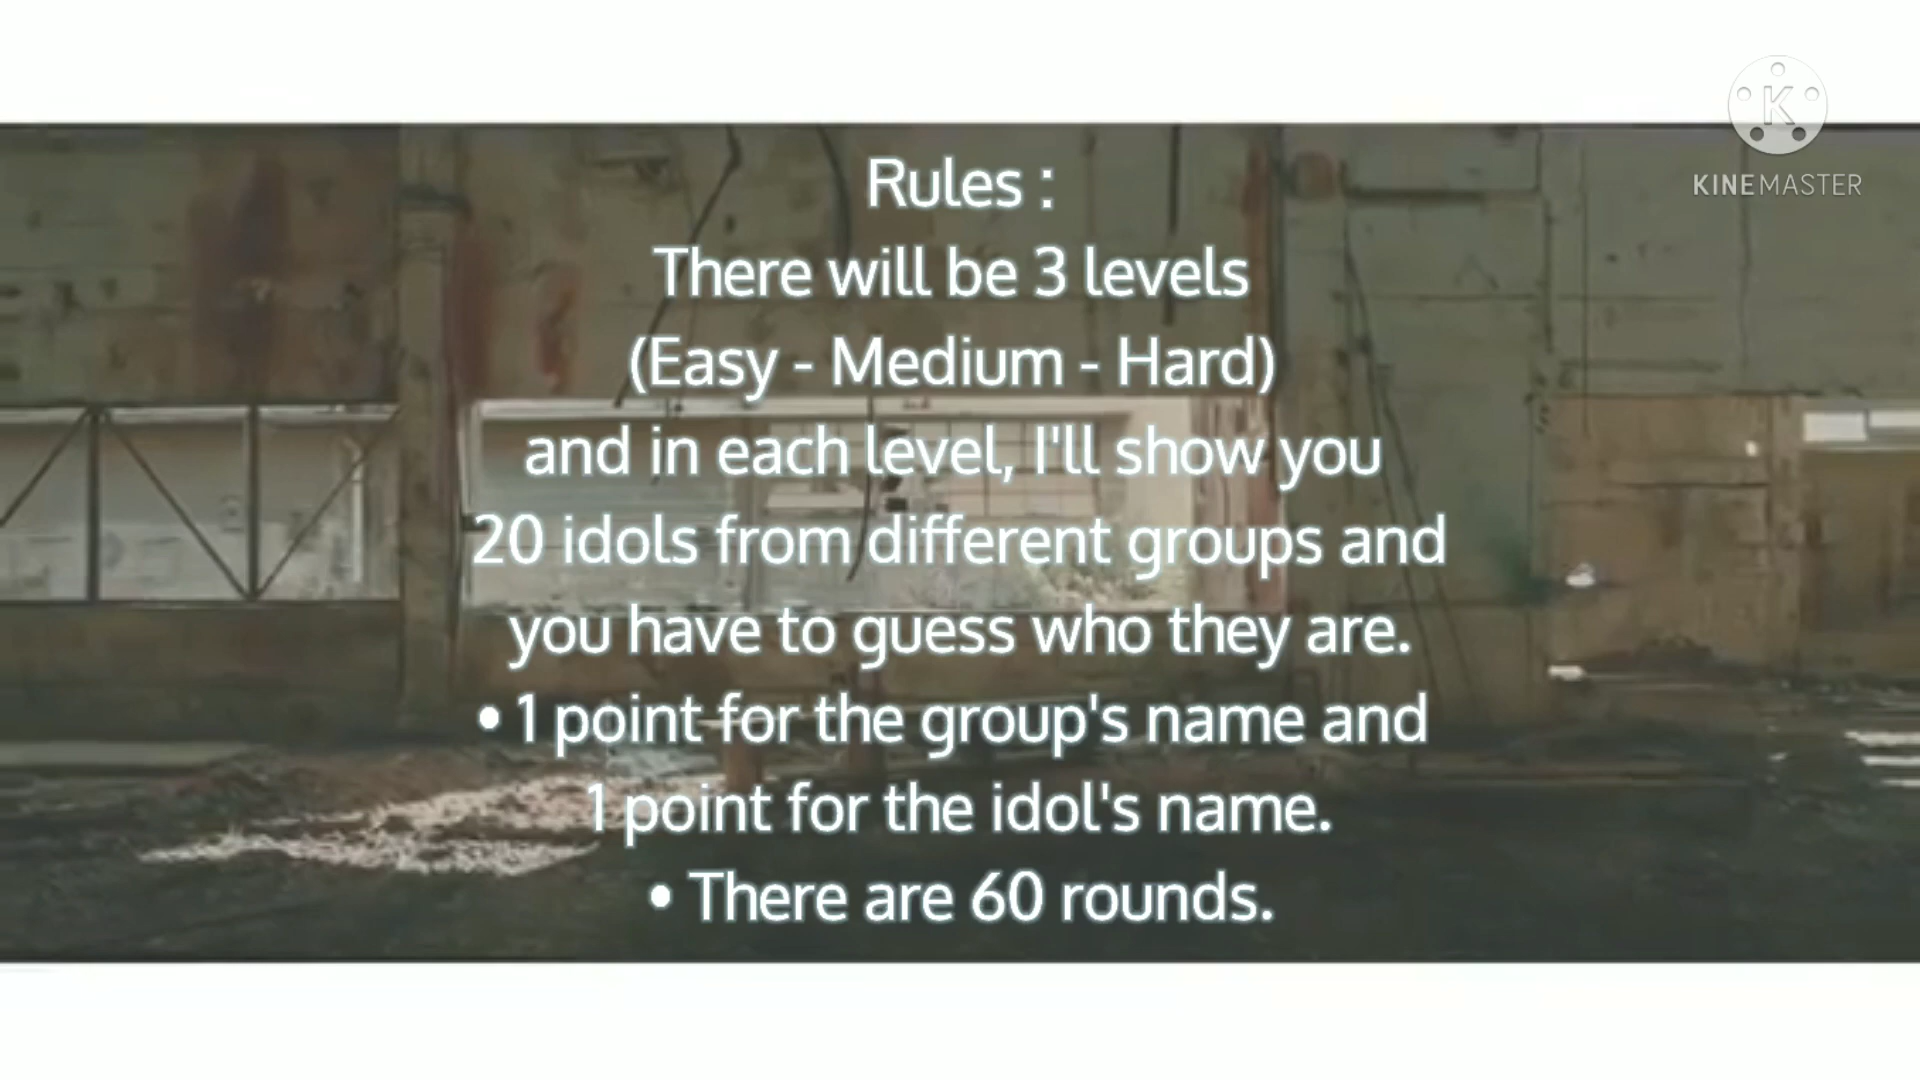 K
KINEMASTER
Rules :
There will be 3 levels
(Easy - Medium - Hard)
and in each level, I'll show you
20 idols from different groups and
you have to guess who they are.
• 1 point for the group's name and
1 point for the idol's name.
• There are 60 rounds.